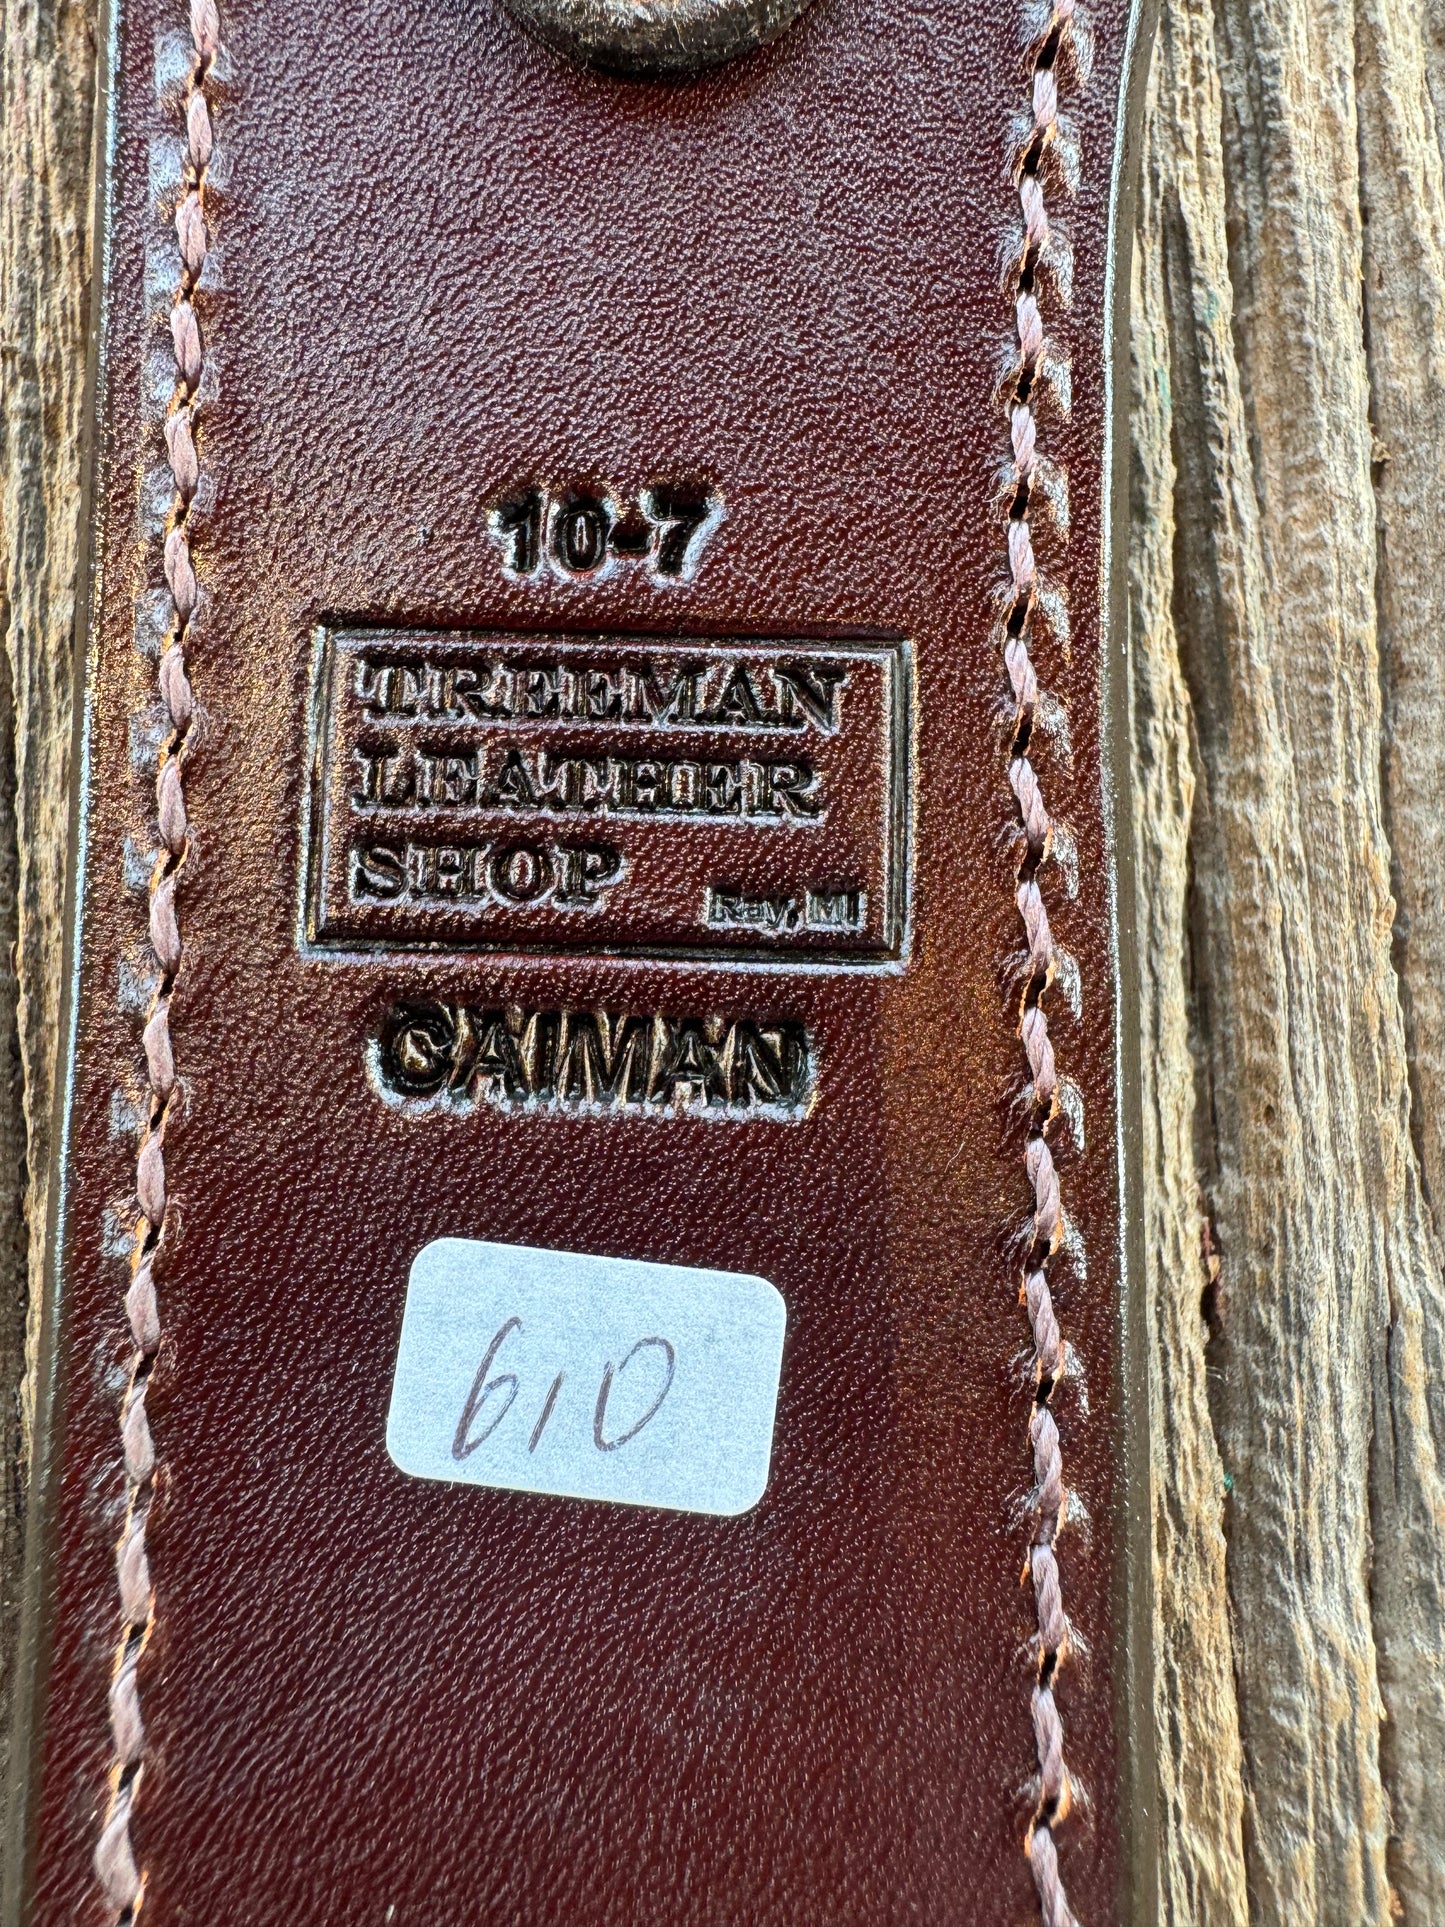 10-7
TREEMAN
LEATHER
SHOP Ray, MI
CAIMAN
610